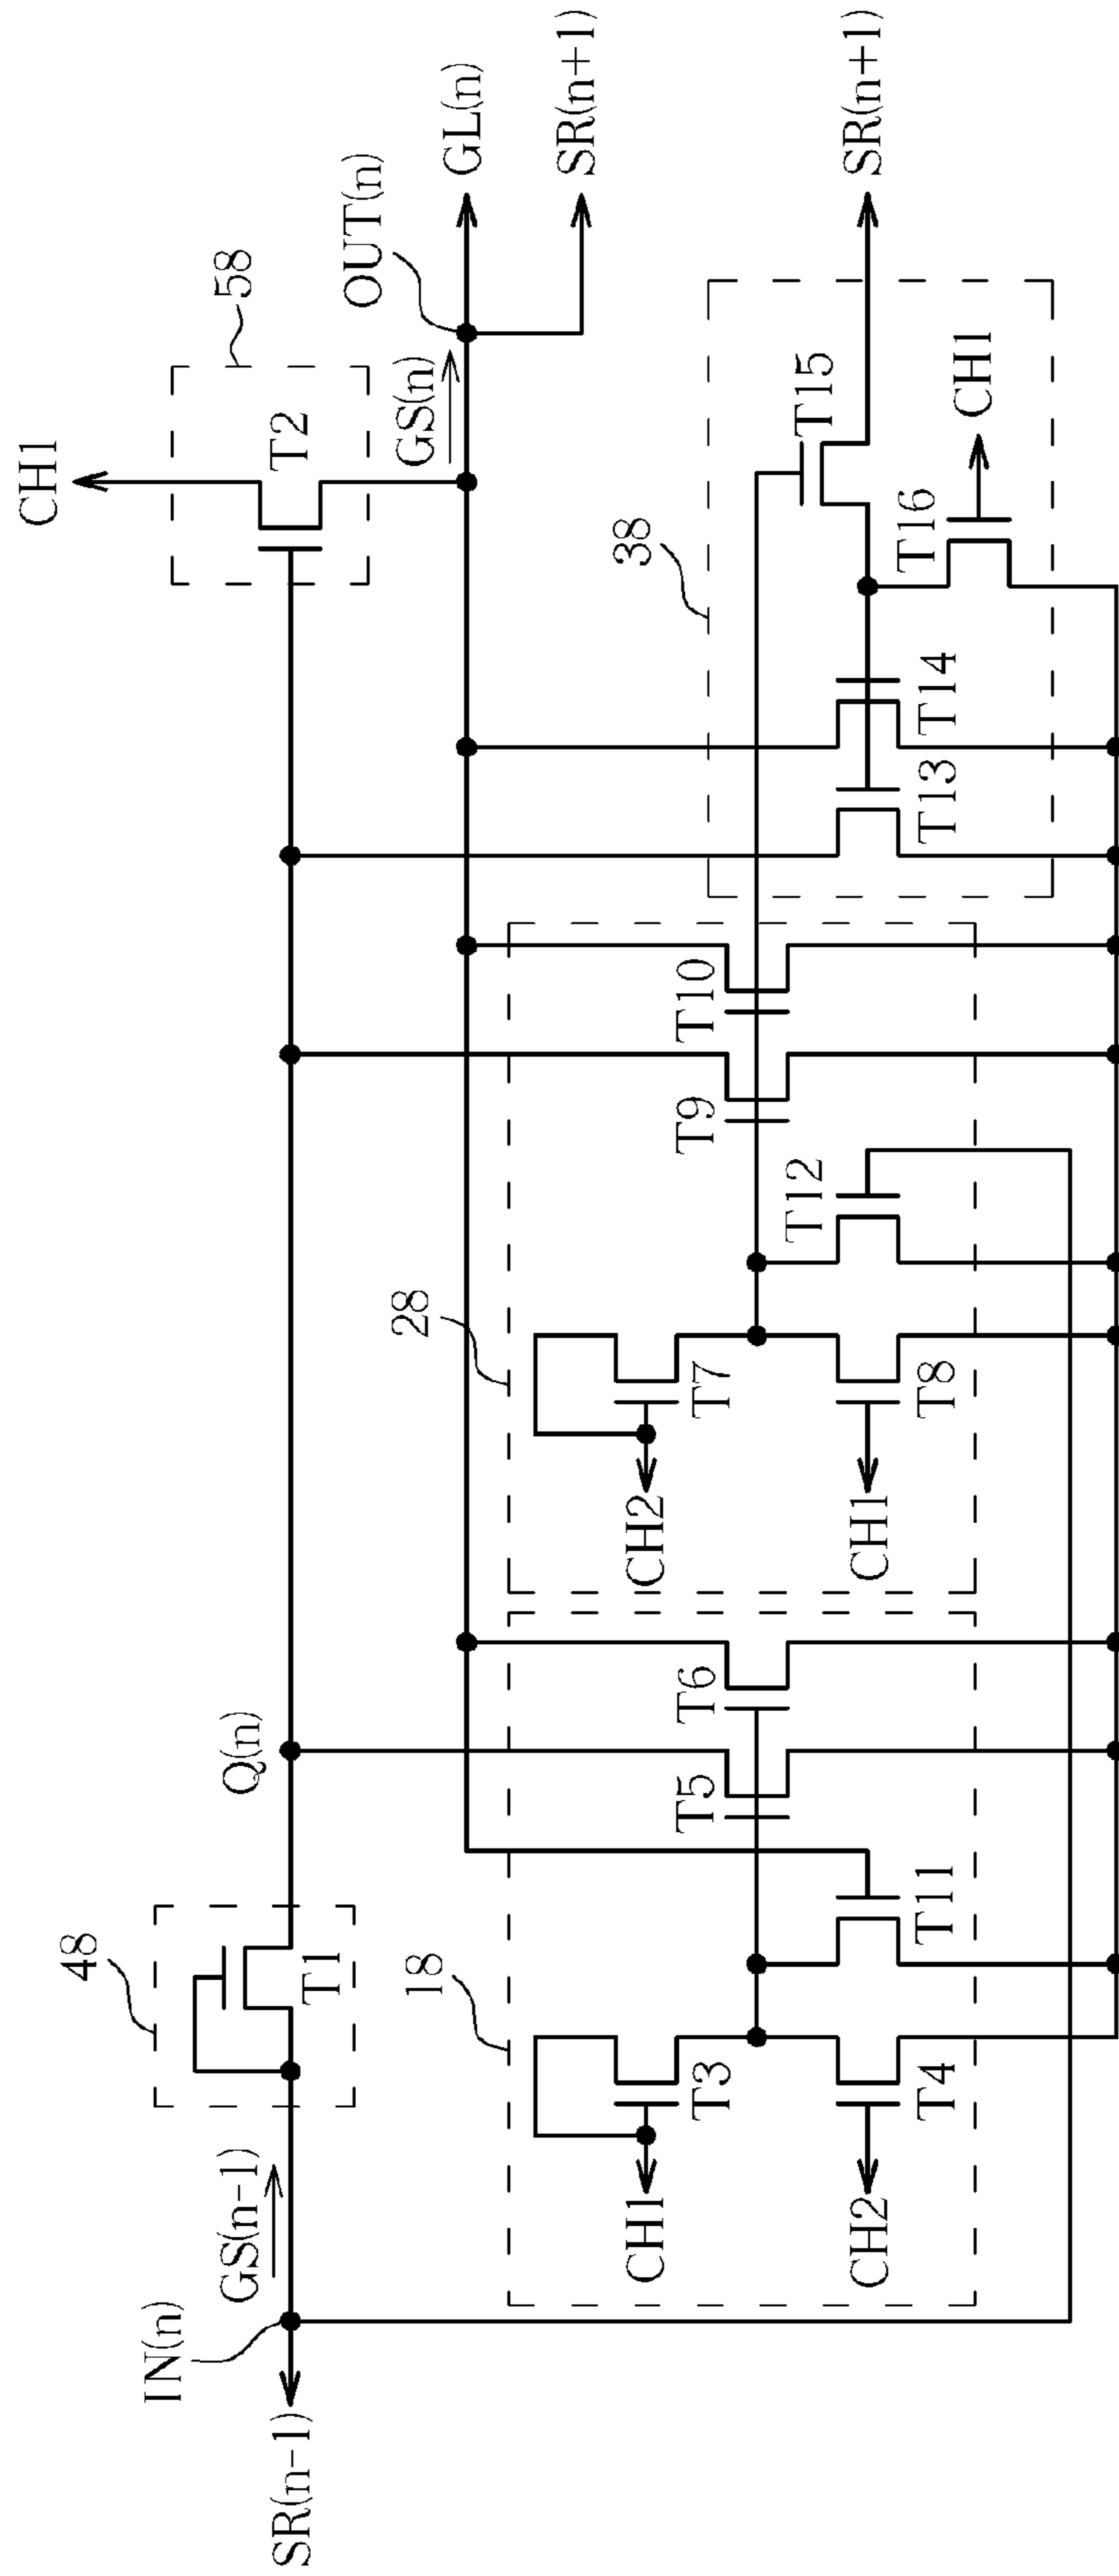 CH1
58
T2
GS(n)
OUT(n)
GL(n)
SR(n+1)
SR(n-1)
IN(n)
GS(n-1)
48
T1
Q(n)
18
CH1
T3
CH2
T4
T11
T5
T6
28
CH2
T7
CH1
T8
T12
T9
T10
38
T13
T14
T16
CH1
T15
SR(n+1)